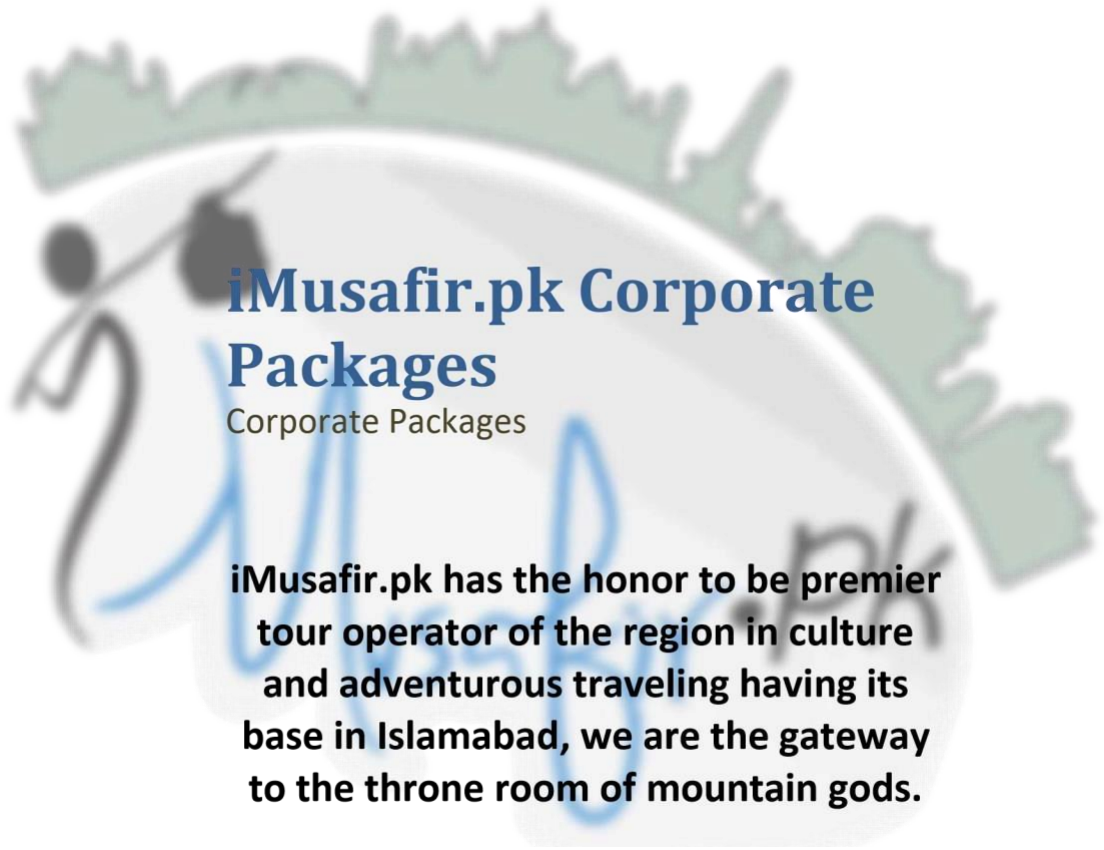 iMusafir.pk Corporate
Packages
Corporate Packages
iMusafir.pk has the honor to be premier
tour operator of the region in culture
and adventurous traveling having its
base in Islamabad, we are the gateway
to the throne room of mountain gods.
iMusafir.pk